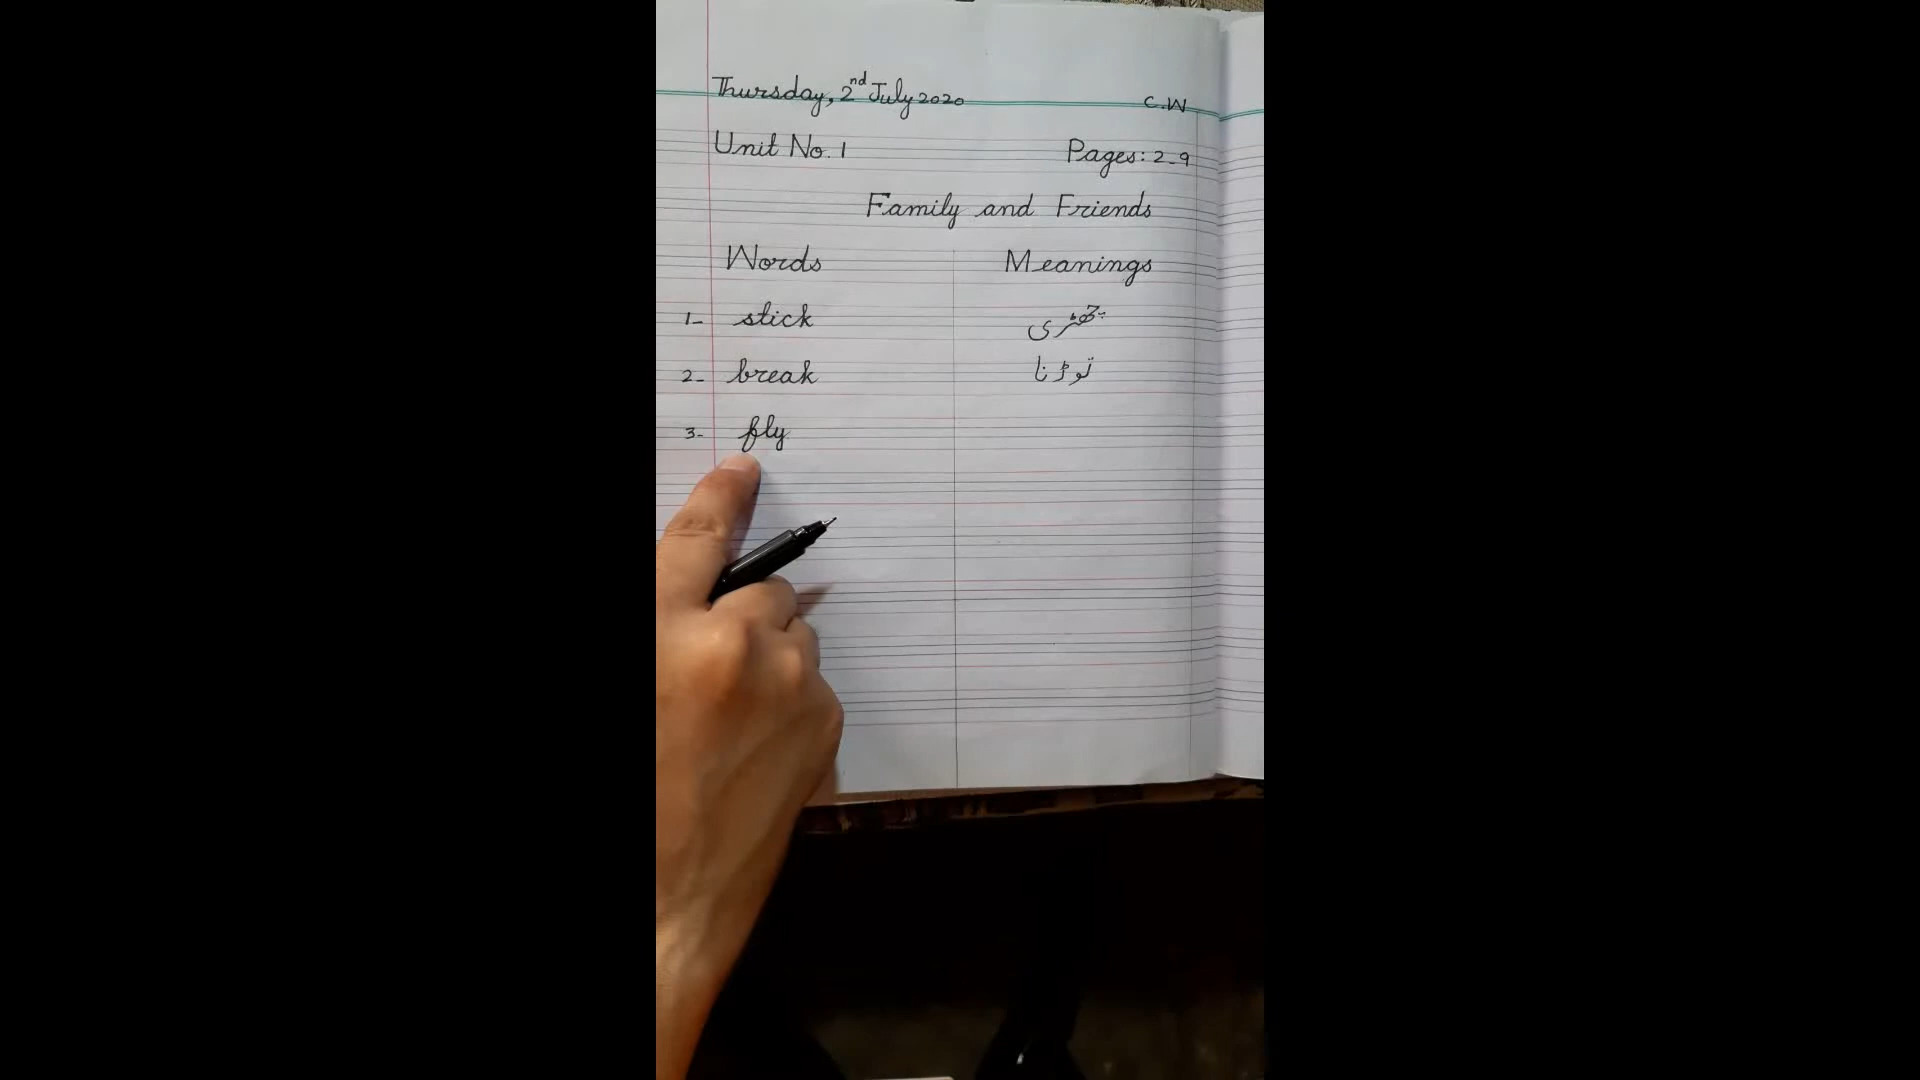 Thursday, 2nd July 2020 C.W
Unit No. 1 Pages: 2-9
Family and Friends
Words Meanings
1- stick چھڑی
2- break توڑنا
3- fly